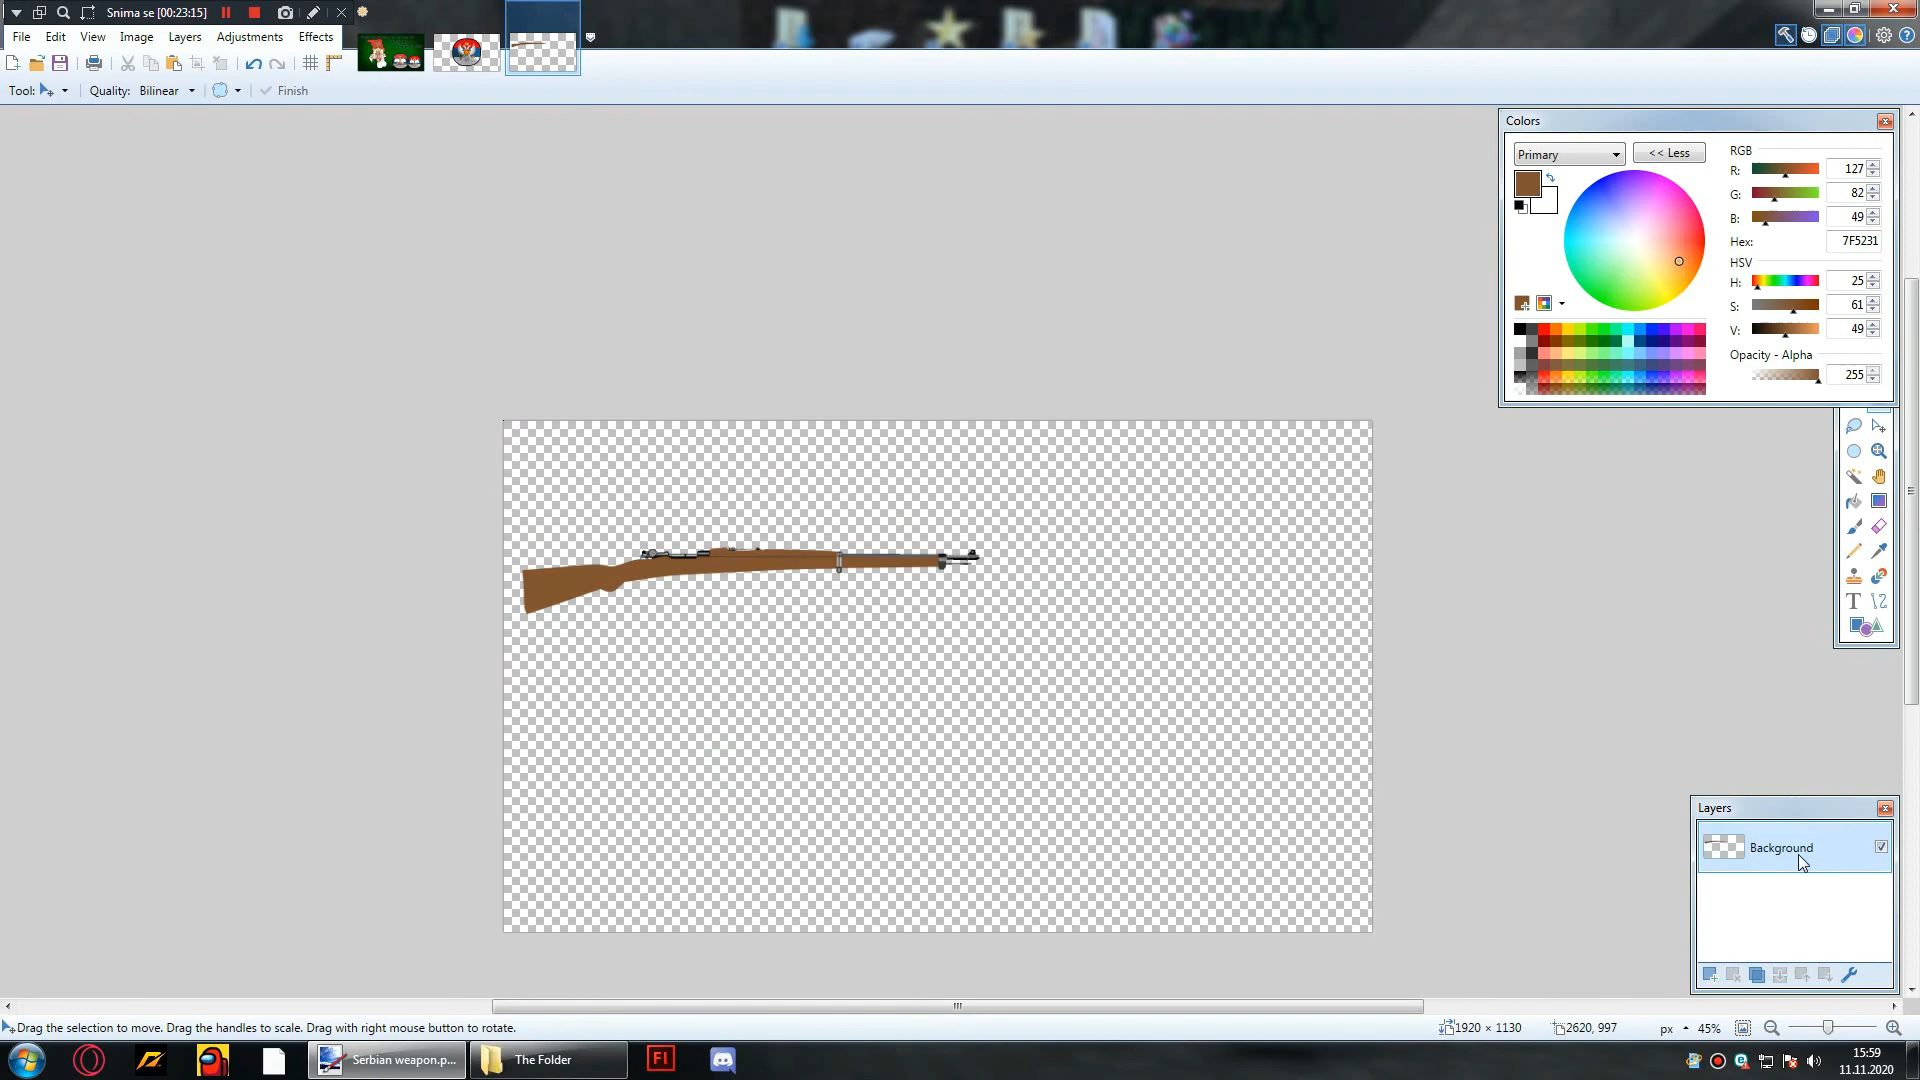 Snima se [00:23:15]
File Edit View Image Layers Adjustments Effects
Tool: Quality: Bilinear Finish
Colors
Primary << Less
RGB
R: 127
G: 82
B: 49
Hex: 7F5231
HSV
H: 25
S: 61
V: 49
Opacity - Alpha
255
Layers
Background
Drag the selection to move. Drag the handles to scale. Drag with right mouse button to rotate.
1920 × 1130 2620, 997 px 45%
Serbian weapon.p... The Folder Fl
15:59
11.11.2020